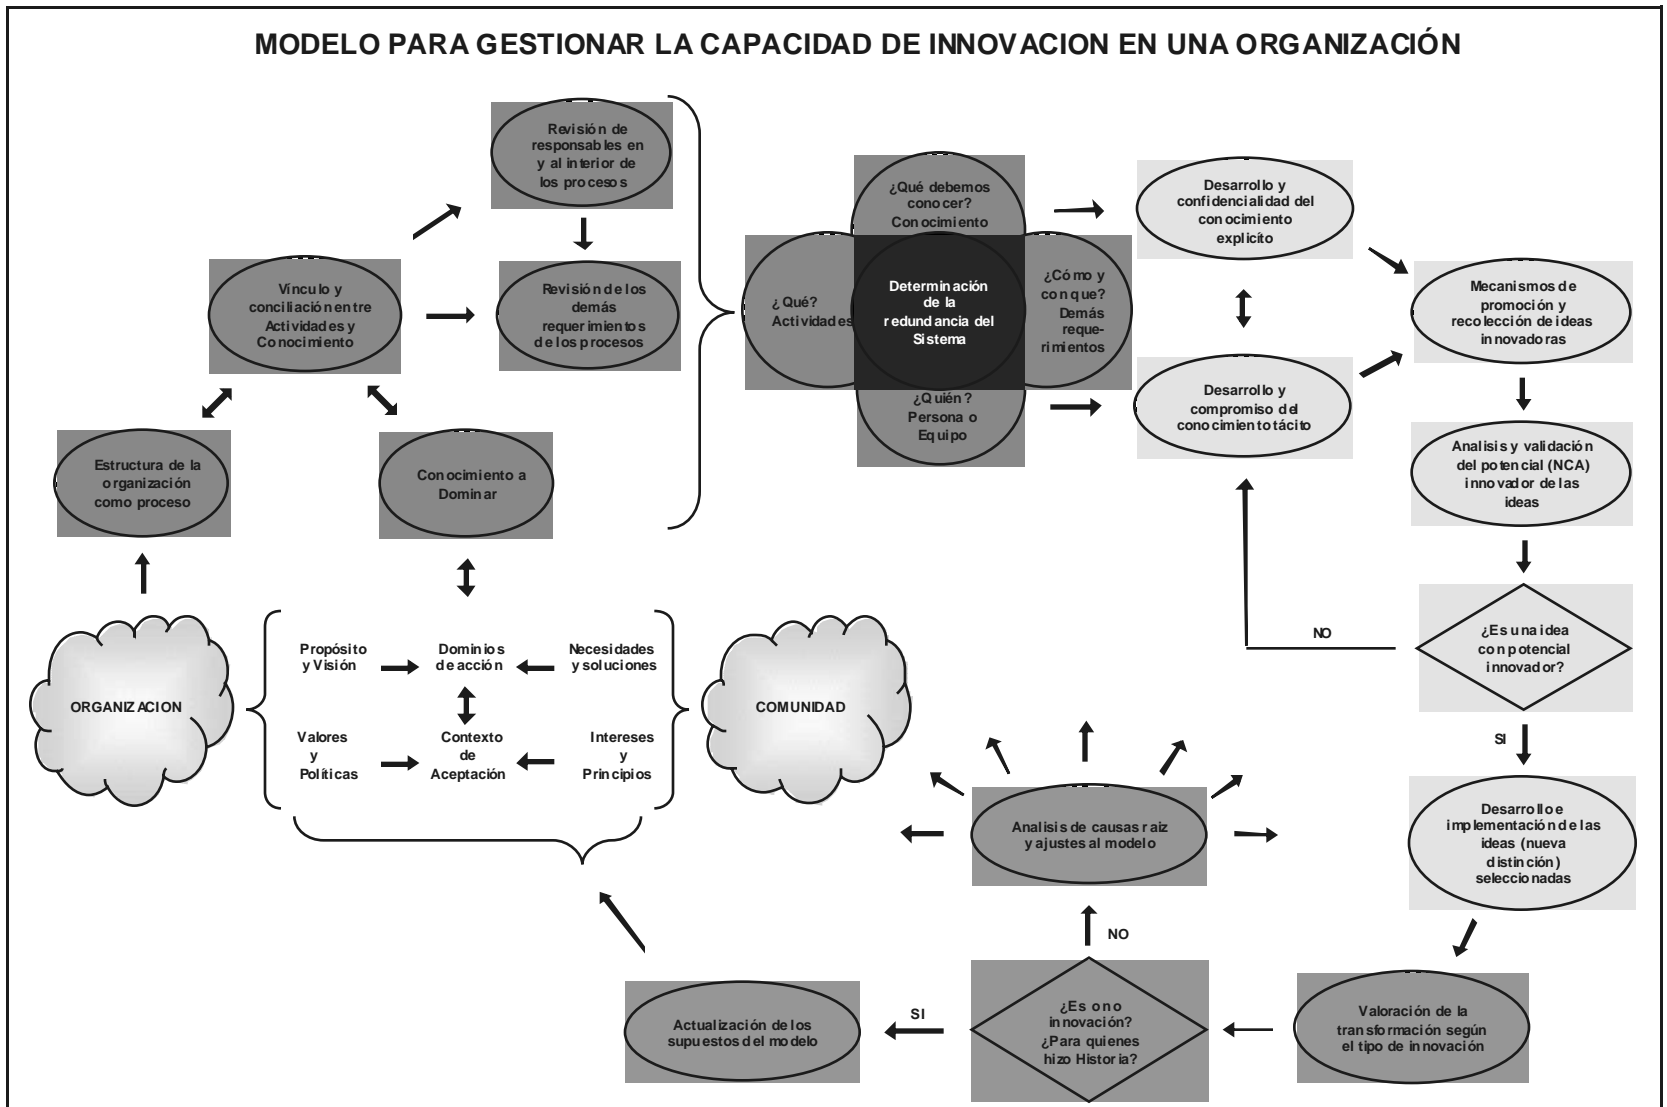 MODELO PARA GESTIONAR LA CAPACIDAD DE INNOVACION EN UNA ORGANIZACIÓN
Revisión de
responsables en
y al interior de
los procesos
Vínculo y
conciliación entre
Actividades y
Conocimiento
Revisión de los
demás
requerimientos
de los procesos
Estructura de la
organización
como proceso
Conocimiento a
Dominar
¿Qué debemos
conocer?
Conocimiento
¿Qué?
Actividades
Determinación
de la
redundancia del
Sistema
¿Cómo y
con que?
Demás
reque-
rimientos
¿Quién?
Persona o
Equipo
Desarrollo y
confidencialidad del
conocimiento
explicíto
Desarrollo y
compromiso del
conocimiento tácito
Mecanismos de
promoción y
recolección de ideas
innovadoras
Analisis y validación
del potencial (NCA)
innovador de las
ideas
¿Es una idea
con potencial
innovador?
NO
SI
ORGANIZACION
Propósito
y Visión
Dominios
de acción
Necesidades
y soluciones
Valores
y
Políticas
Contexto
de
Aceptación
Intereses
y
Principios
COMUNIDAD
Desarrollo e
implementación de las
ideas (nueva
distinción)
seleccionadas
Analisis de causas raiz
y ajustes al modelo
NO
Valoración de la
transformación según
el tipo de innovación
¿Es o no
innovación?
¿Para quienes
hizo Historia?
SI
Actualización de los
supuestos del modelo